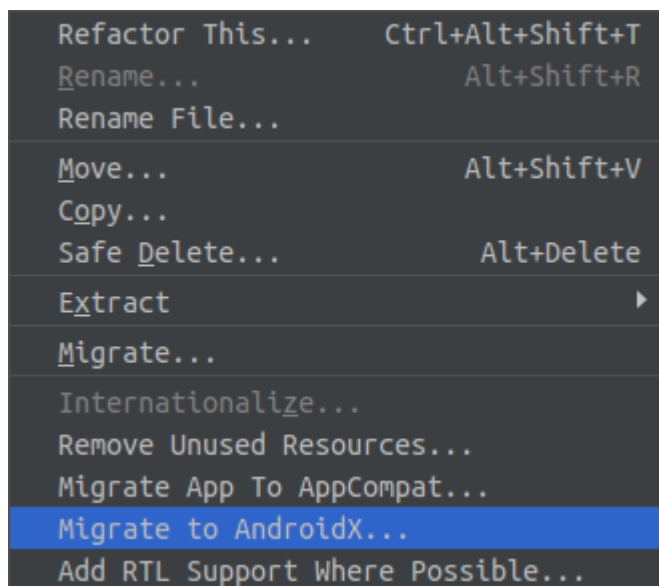 Refactor This... Ctrl+Alt+Shift+T
Rename... Alt+Shift+R
Rename File...
Move... Alt+Shift+V
Copy...
Safe Delete... Alt+Delete
Extract
Migrate...
Internationalize...
Remove Unused Resources...
Migrate App To AppCompat...
Migrate to AndroidX...
Add RTL Support Where Possible...